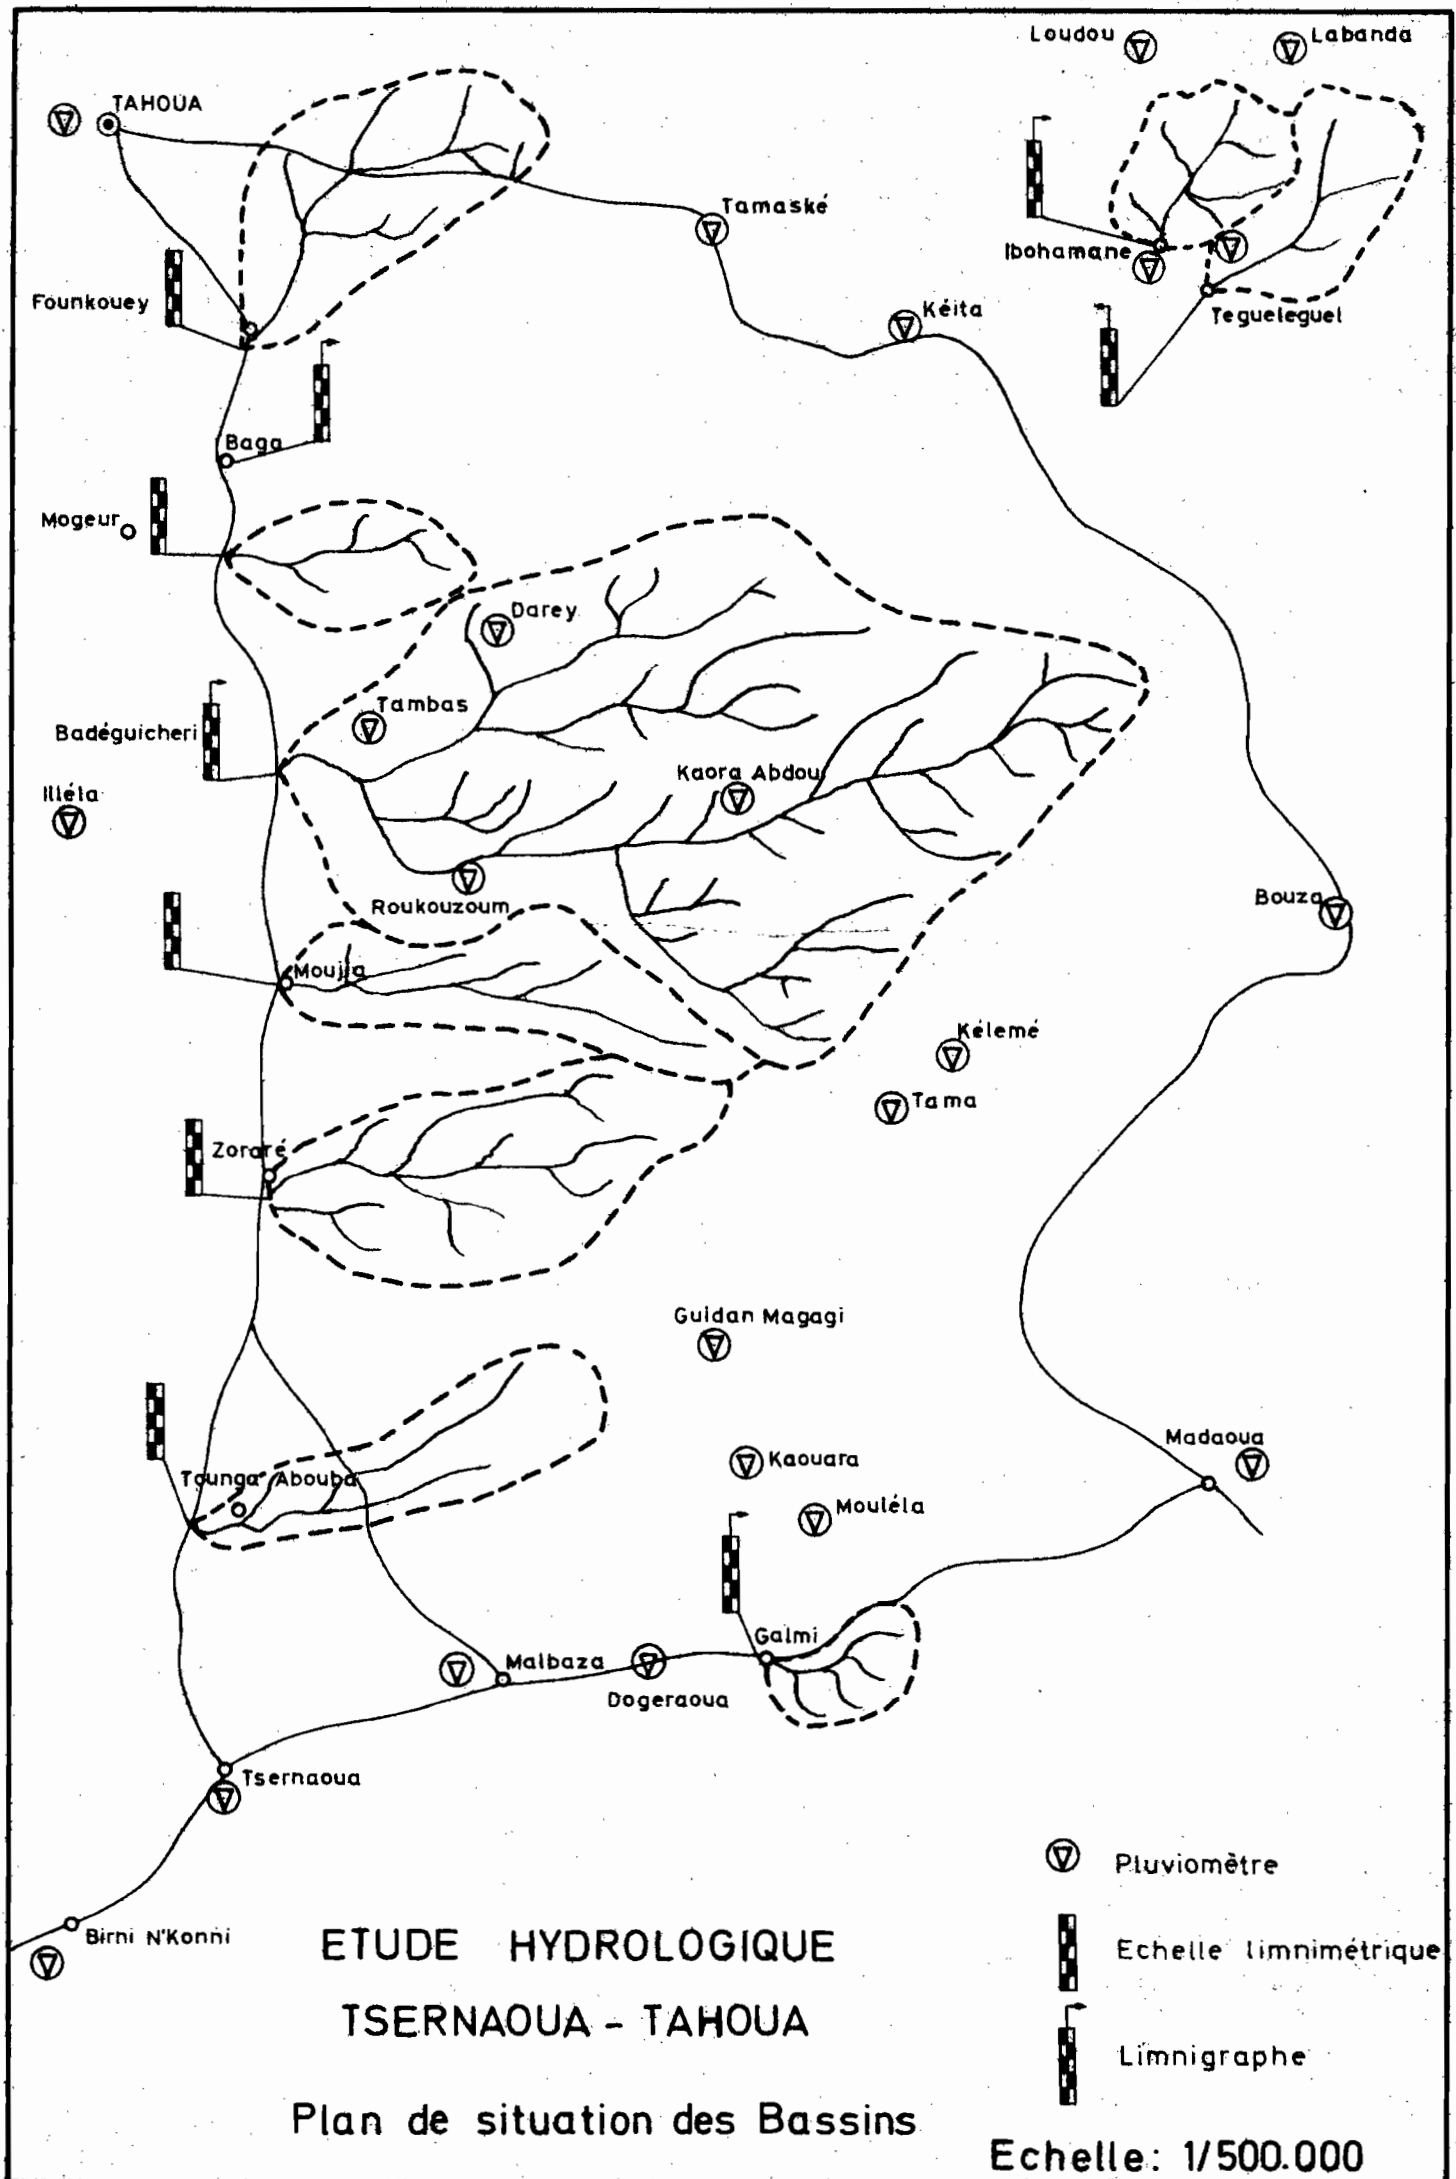 Loudou
Labanda
TAHOUA
Tamaské
Ibohamane
Founkouey
Kéita
Tegueleguel
Baga
Mogeur
Darey
Tambas
Badéguicheri
Kaora Abdou
Illéla
Roukouzoum
Bouza
Moujia
Kélemé
Tama
Zoraré
Guidan Magagi
Madaoua
Kaouara
Tounga Abouba
Mouléla
Galmi
Malbaza
Dogeraoua
Tsernaoua
Pluviomètre
Birni N'Konni
ETUDE HYDROLOGIQUE
Echelle limnimétrique
TSERNAOUA - TAHOUA
Limnigraphe
Plan de situation des Bassins
Echelle: 1/500.000